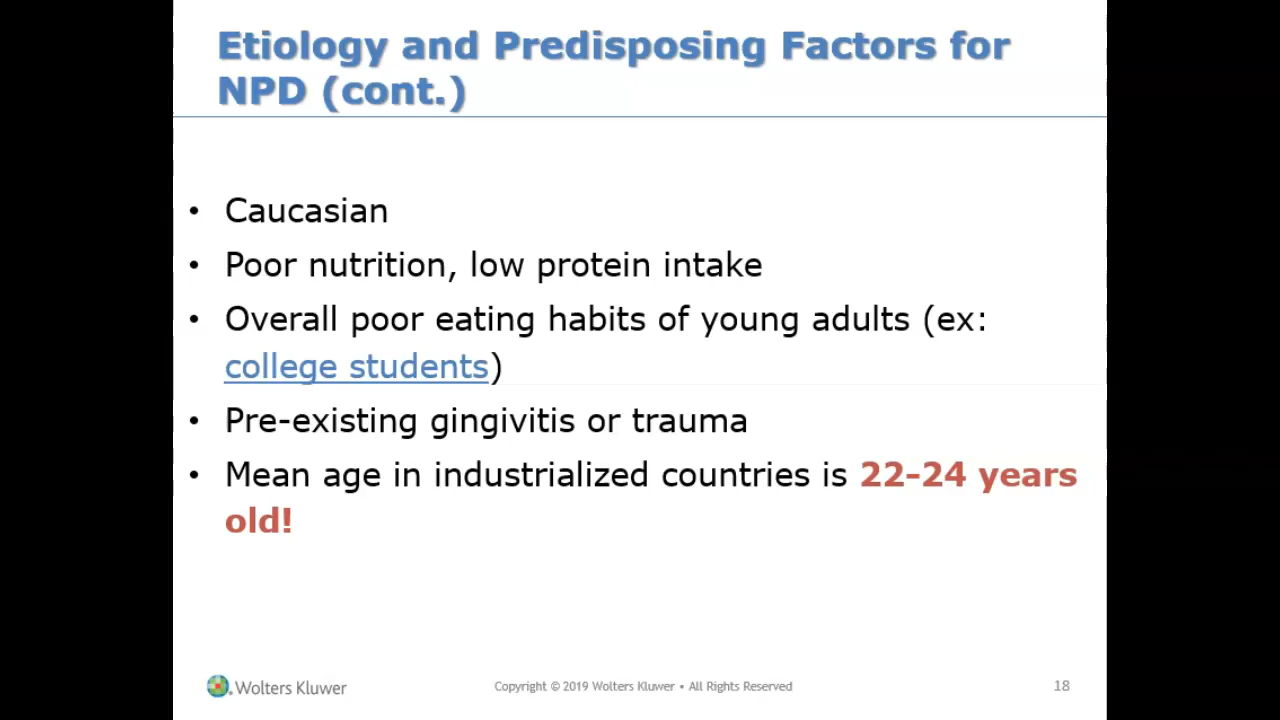 Etiology and Predisposing Factors for
NPD (cont.)
• Caucasian
• Poor nutrition, low protein intake
• Overall poor eating habits of young adults (ex:
college students)
• Pre-existing gingivitis or trauma
• Mean age in industrialized countries is 22-24 years
old!
Wolters Kluwer
Copyright © 2019 Wolters Kluwer • All Rights Reserved
18